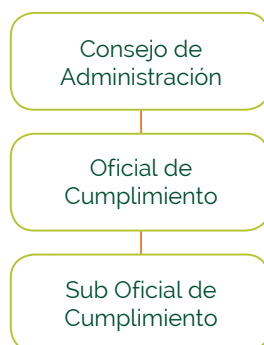 Consejo de
Administración
Oficial de
Cumplimiento
Sub Oficial de
Cumplimiento